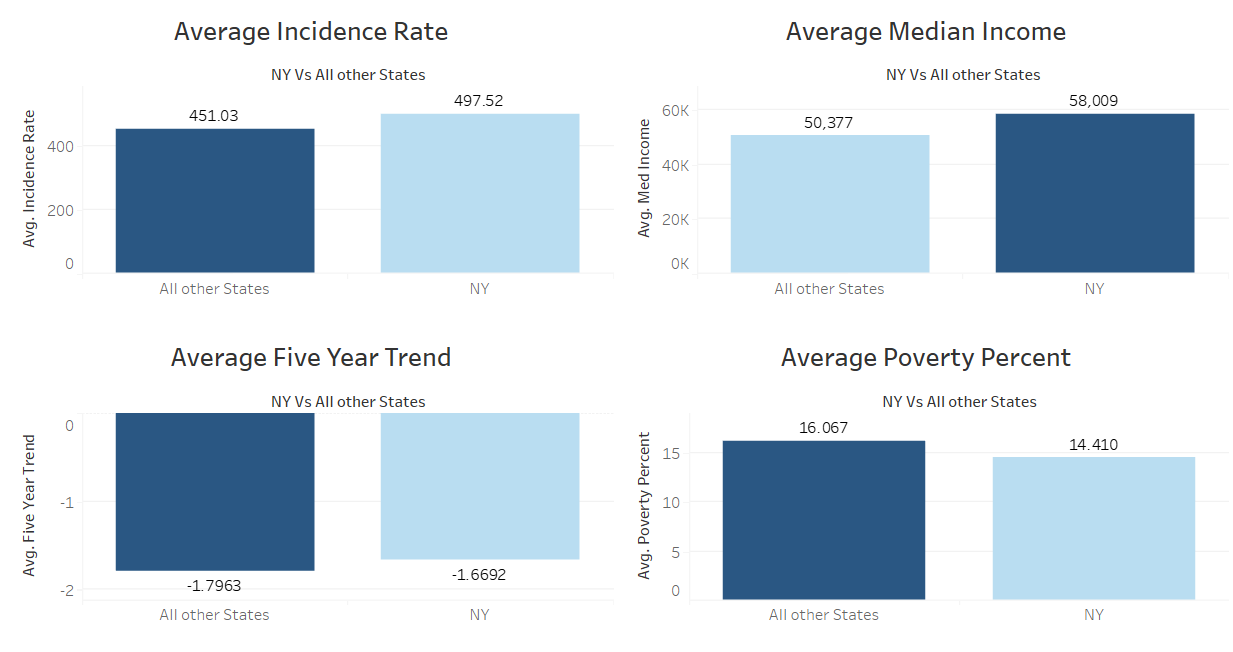 Average Incidence Rate
NY Vs All other States
Avg. Incidence Rate
400
200
0
451.03
497.52
All other States
NY
Average Median Income
NY Vs All other States
Avg. Med Income
60K
40K
20K
0K
50,377
58,009
All other States
NY
Average Five Year Trend
NY Vs All other States
Avg. Five Year Trend
0
-1
-2
-1.7963
-1.6692
All other States
NY
Average Poverty Percent
NY Vs All other States
Avg. Poverty Percent
15
10
5
0
16.067
14.410
All other States
NY